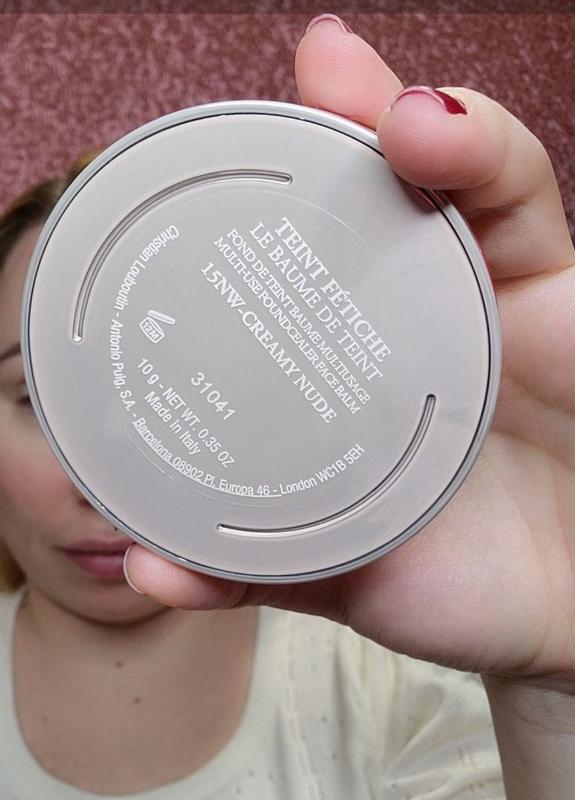 TEINT FÉTICHE
LE BAUME DE TEINT
FOND DE TEINT BAUME MULTIUSAGE
MULTI-USE FOUNDCEALER FACE BALM
15NW-CREAMY NUDE
31041
12M
10 g - NET WT. 0.35 OZ
Made in Italy
Christian Louboutin - Antonio Puig, S.A. - Barcelona 08902 Pl. Europa 46 - London WC1B 5EH